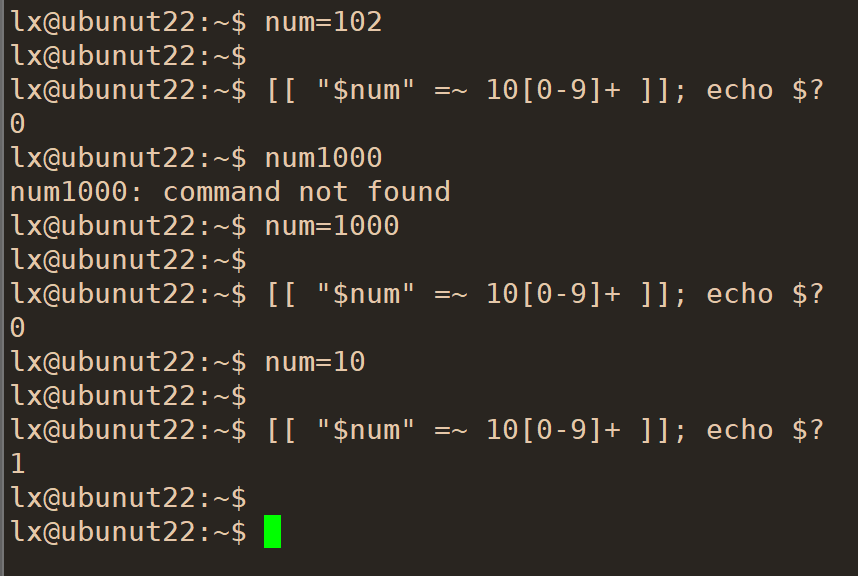 lx@ubunut22:~$ num=102
lx@ubunut22:~$
lx@ubunut22:~$ [[ "$num" =~ 10[0-9]+ ]]; echo $?
0
lx@ubunut22:~$ num1000
num1000: command not found
lx@ubunut22:~$ num=1000
lx@ubunut22:~$
lx@ubunut22:~$ [[ "$num" =~ 10[0-9]+ ]]; echo $?
0
lx@ubunut22:~$ num=10
lx@ubunut22:~$
lx@ubunut22:~$ [[ "$num" =~ 10[0-9]+ ]]; echo $?
1
lx@ubunut22:~$
lx@ubunut22:~$